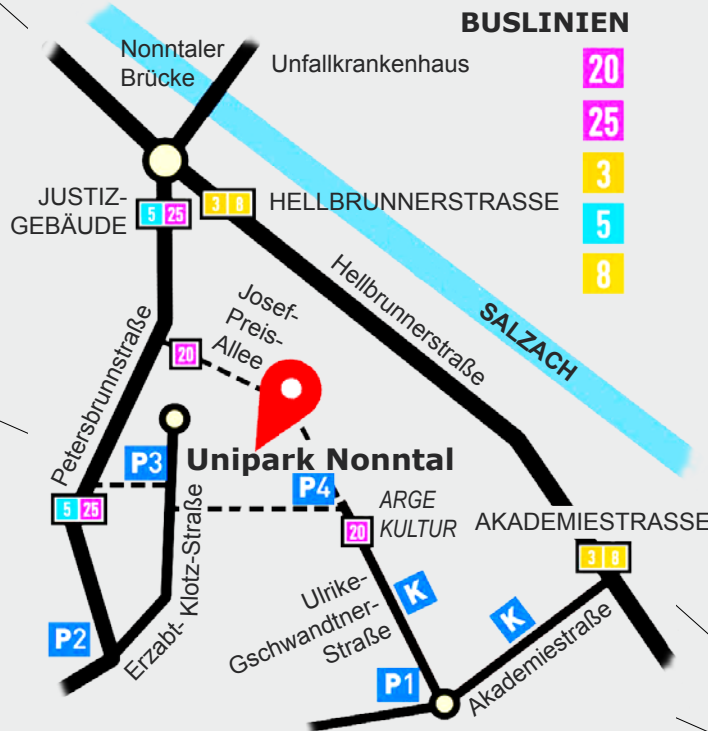 BUSLINIEN
20
25
3
5
8
Nonntaler
Brücke
Unfallkrankenhaus
JUSTIZ-
GEBÄUDE
5 25
3 8
HELLBRUNNERSTRASSE
Hellbrunnerstraße
SALZACH
Josef-
Preis-
Allee
20
Petersbrunnstraße
P3
Unipark Nonntal
P4
5 25
ARGE
KULTUR
20
AKADEMIESTRASSE
3 8
Erzabt- Klotz-Straße
Ulrike-
Gschwandtner-
Straße
K
K
P2
P1
Akademiestraße